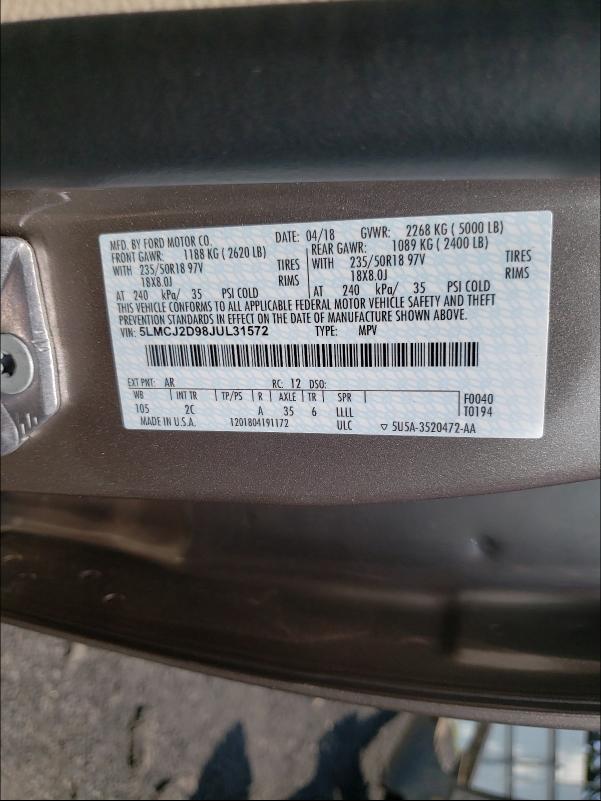 MFD. BY FORD MOTOR CO. DATE: 04/18 GVWR: 2268 KG ( 5000 LB)
FRONT GAWR: 1188 KG ( 2620 LB) REAR GAWR: 1089 KG ( 2400 LB)
WITH 235/50R18 97V TIRES WITH 235/50R18 97V TIRES
18X8.0J RIMS 18X8.0J RIMS
AT 240 kPa/ 35 PSI COLD AT 240 kPa/ 35 PSI COLD
THIS VEHICLE CONFORMS TO ALL APPLICABLE FEDERAL MOTOR VEHICLE SAFETY AND THEFT
PREVENTION STANDARDS IN EFFECT ON THE DATE OF MANUFACTURE SHOWN ABOVE.
VIN: 5LMCJ2D98JUL31572 TYPE: MPV
EXT PNT: AR RC: 12 DSO:
WB INT TR TP/PS R AXLE TR SPR F0040
105 2C A 35 6 LLLL T0194
MADE IN U.S.A. 1201804191172 ULC ▽ 5U5A-3520472-AA